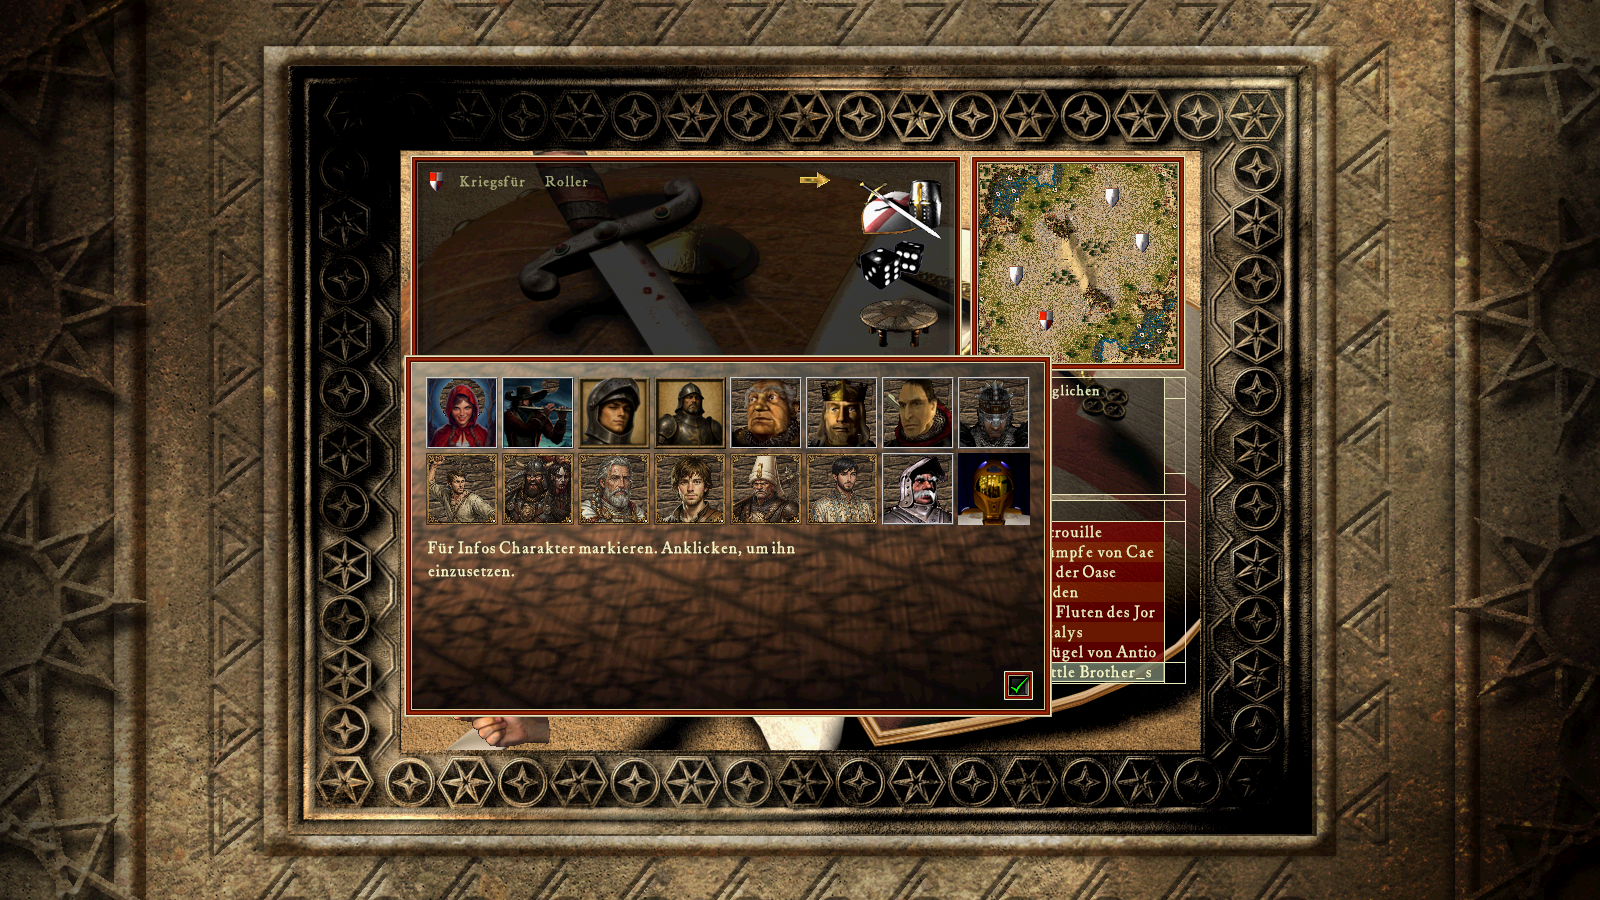 Kriegsfür Roller
glichen
Für Infos Charakter markieren. Anklicken, um ihn
einzusetzen.
trouille
ümpfe von Cae
der Oase
den
Fluten des Jor
alys
ügel von Antio
ttle Brother_s